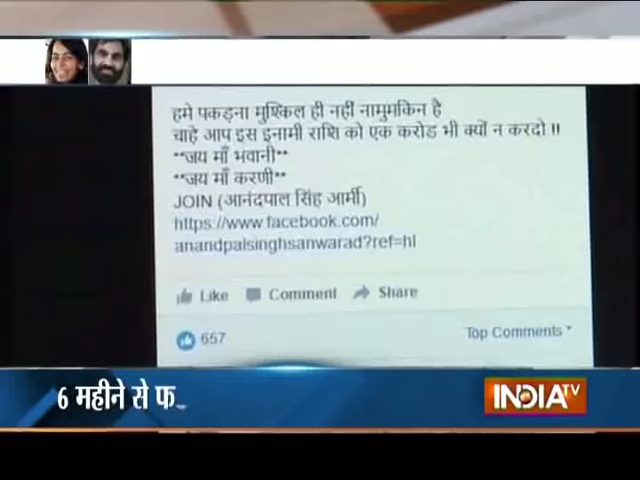 हमे पकड़ना मुश्किल ही नहीं नामुमकिन है
चाहे आप इस इनामी राशि को एक करोड भी क्यों न करदो !!
**जय माँ भवानी**
**जय माँ करणी**
JOIN (आनंदपाल सिंह आर्मी)
https://www.facebook.com/
anandpalsinghsanwarad?ref=hl
Like Comment Share
657 Top Comments
6 महीने से फ
INDIA TV